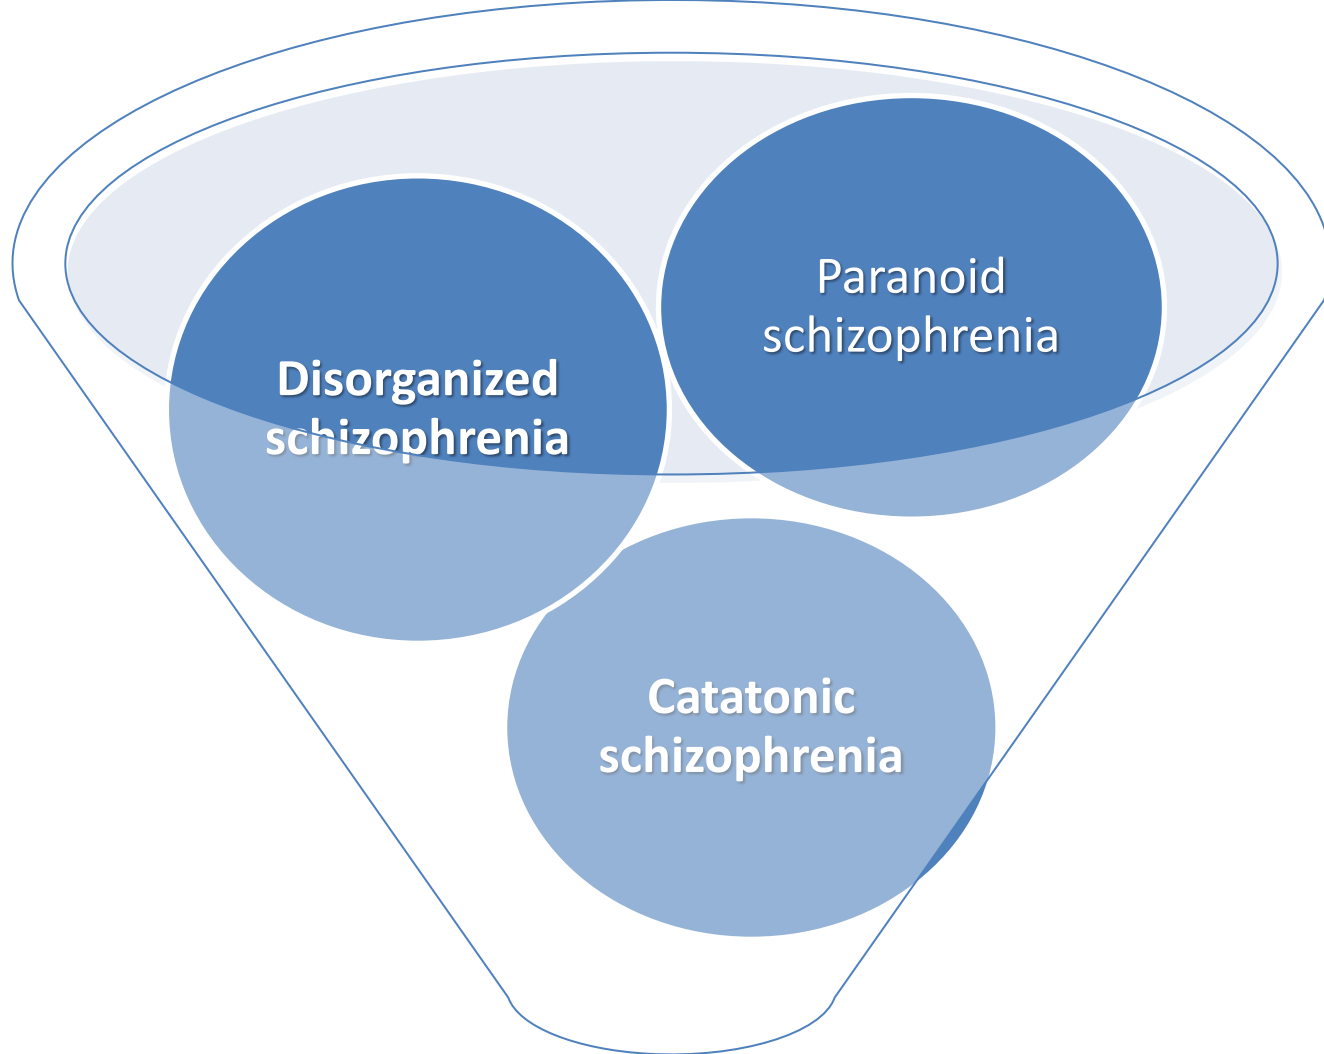 Paranoid
schizophrenia
Disorganized
schizophrenia
Catatonic
schizophrenia